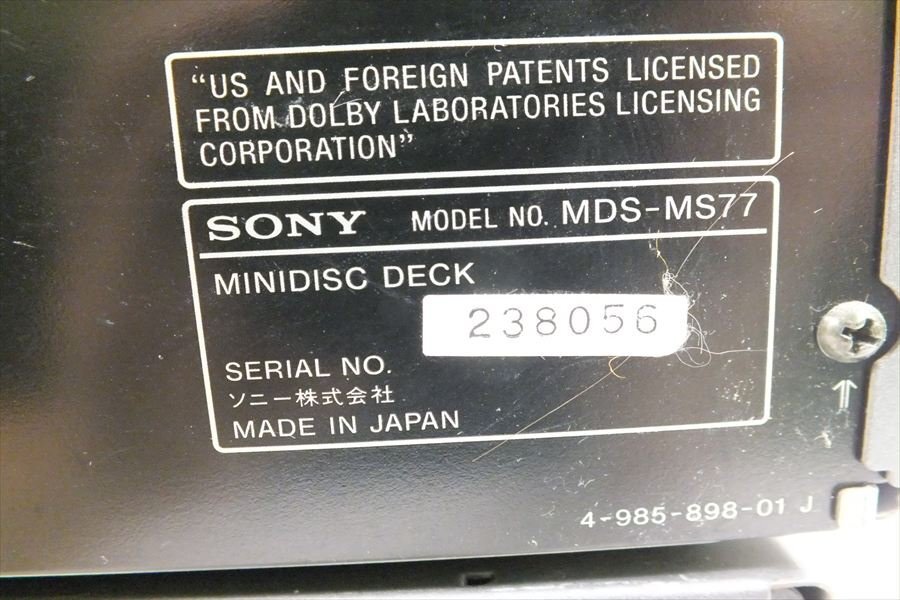 “US AND FOREIGN PATENTS LICENSED
FROM DOLBY LABORATORIES LICENSING
CORPORATION”
SONY MODEL NO. MDS-MS77
MINIDISC DECK
238056
SERIAL NO.
ソニー株式会社
MADE IN JAPAN
4-985-898-01 J